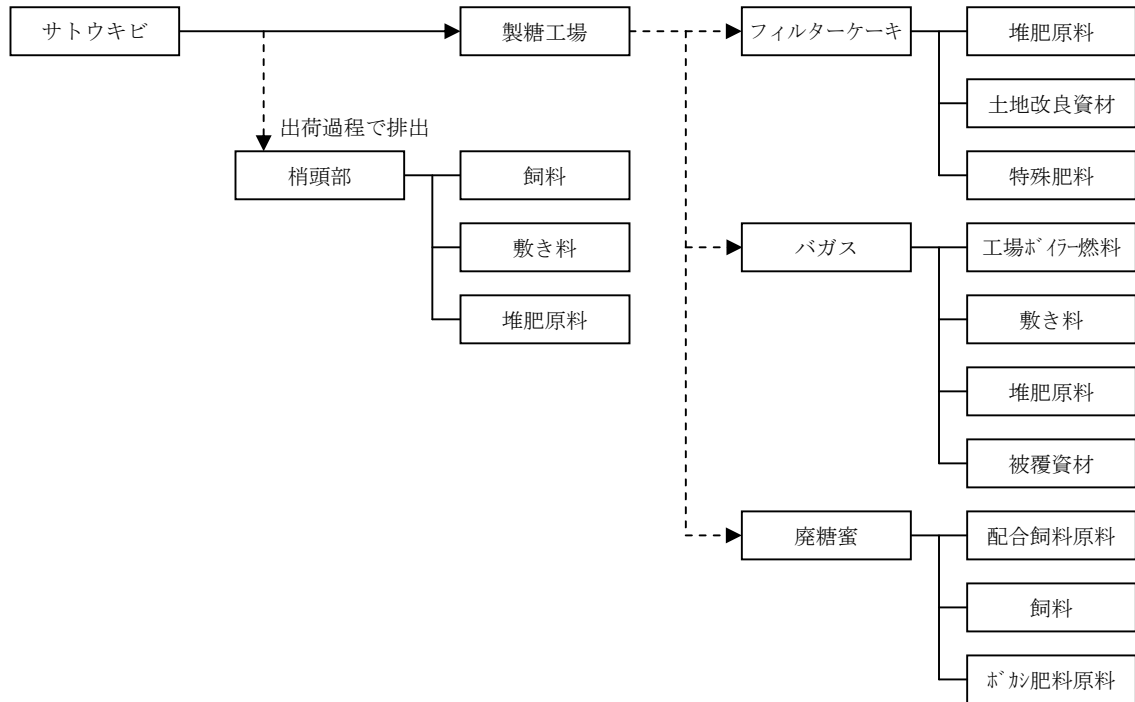 サトウキビ
製糖工場
フィルターケーキ
堆肥原料
土地改良資材
出荷過程で排出
梢頭部
飼料
特殊肥料
敷き料
バガス
工場ﾎﾞｲﾗｰ燃料
堆肥原料
敷き料
堆肥原料
被覆資材
廃糖蜜
配合飼料原料
飼料
ﾎﾞｶｼ肥料原料